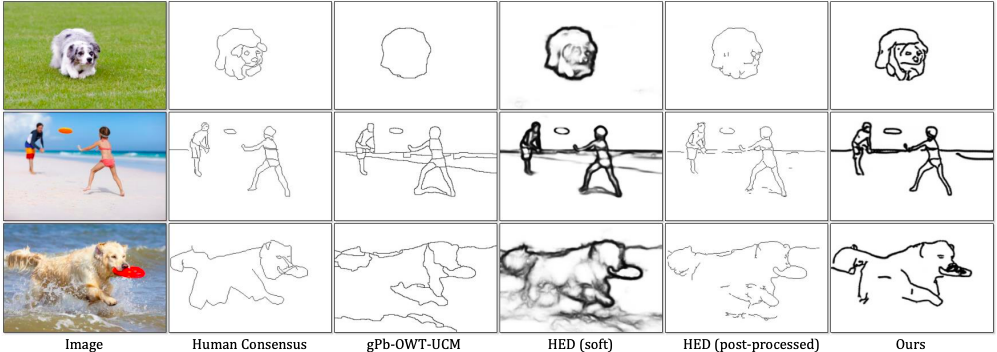 Image Human Consensus gPb-OWT-UCM HED (soft) HED (post-processed) Ours